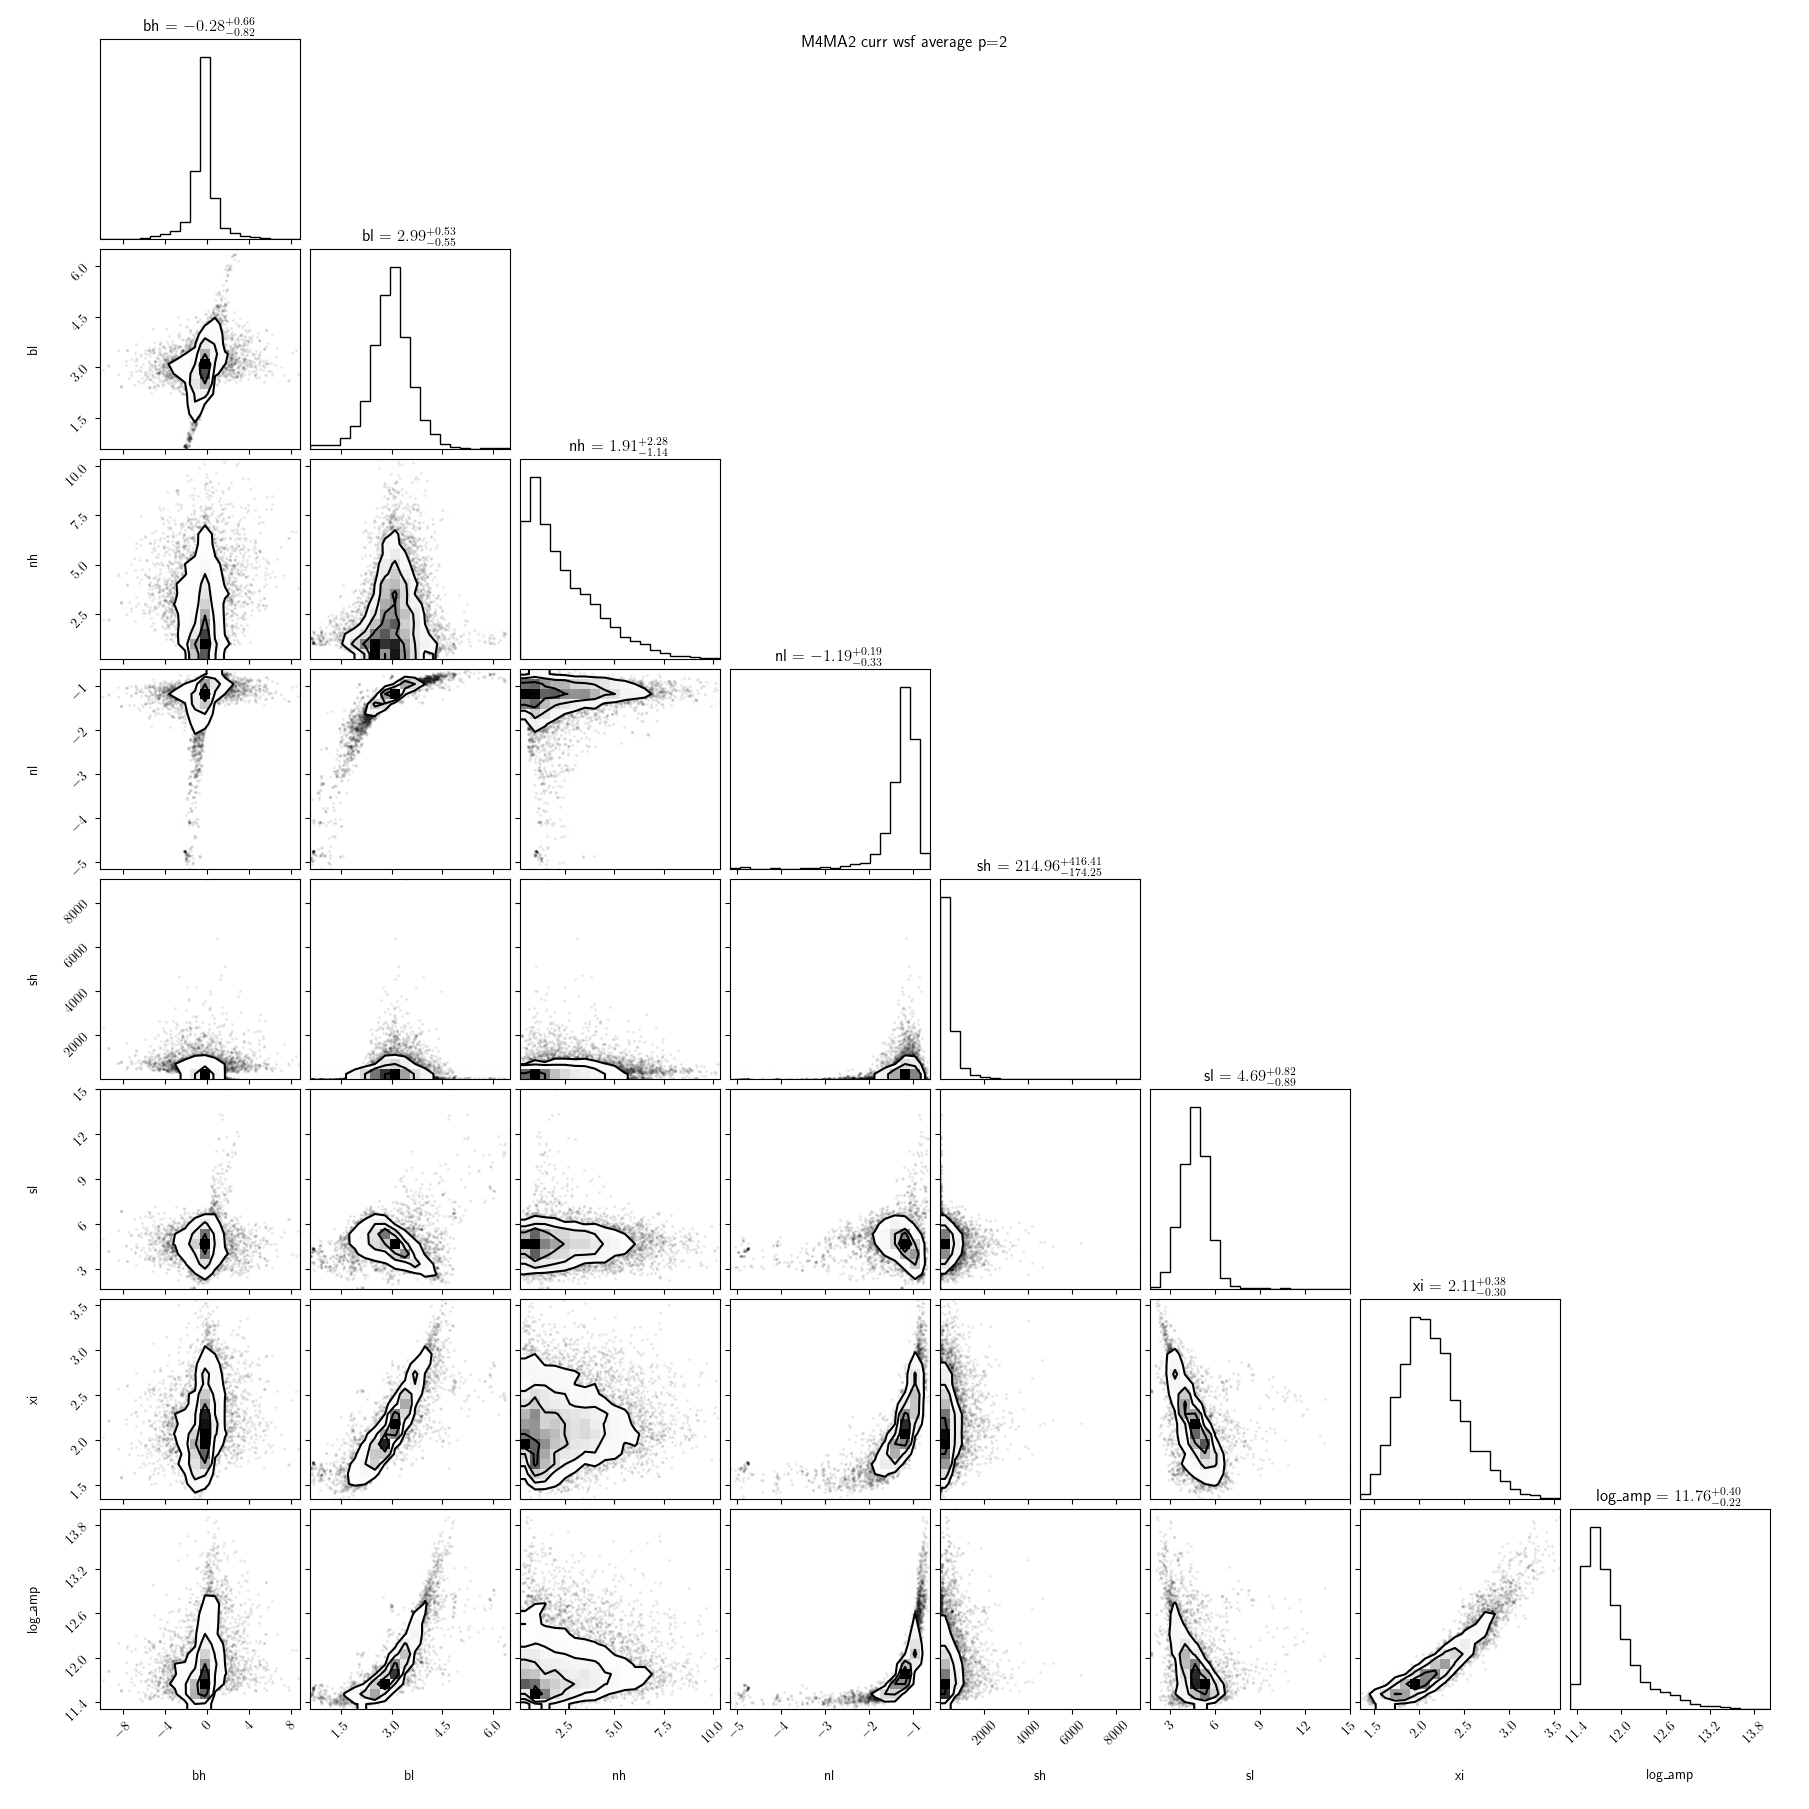 M4MA2 curr wsf average p=2
bh = −0.28 +0.66 −0.82
bl = 2.99 +0.53 −0.55
6.0
4.5
3.0
1.5
bl
nh = 1.91 +2.28 −1.14
10.0
7.5
5.0
2.5
nh
nl = −1.19 +0.19 −0.33
−1
−2
−3
−4
−5
nl
sh = 214.96 +416.41 −174.25
8000
6000
4000
2000
sh
sl = 4.69 +0.82 −0.89
15
12
9
6
3
sl
xi = 2.11 +0.38 −0.30
3.5
3.0
2.5
2.0
1.5
xi
log_amp = 11.76 +0.40 −0.22
13.8
13.2
12.6
12.0
11.4
log_amp
−8 −4 0 4 8
1.5 3.0 4.5 6.0
2.5 5.0 7.5 10.0
−5 −4 −3 −2 −1
2000 4000 6000 8000
3 6 9 12 15
1.5 2.0 2.5 3.0 3.5
11.4 12.0 12.6 13.2 13.8
bh bl nh nl sh sl xi log_amp